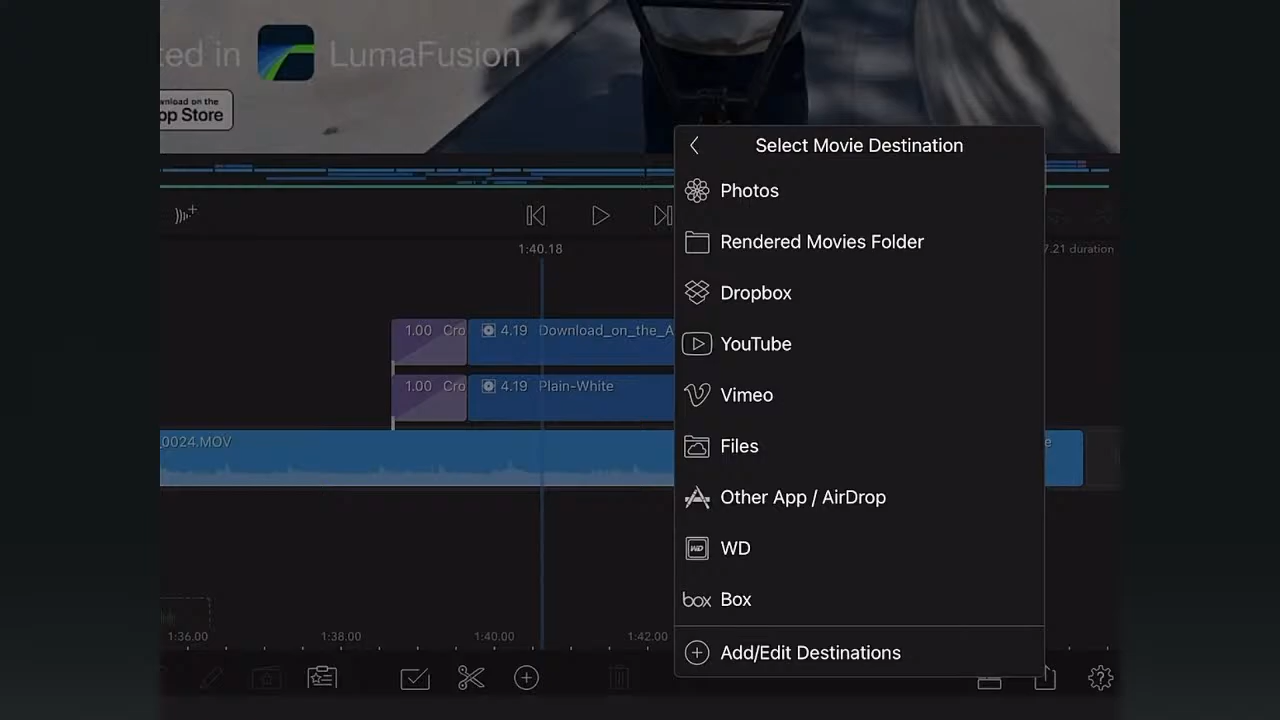 ted in LumaFusion
wnload on the
pp Store
Select Movie Destination
Photos
Rendered Movies Folder
Dropbox
YouTube
Vimeo
Files
Other App / AirDrop
WD
WD
box Box
Add/Edit Destinations
1:40.18
7.21 duration
1.00 Cro 4.19 Download_on_the_A
1.00 Cro 4.19 Plain-White
0024.MOV
e
1:36.00 1:38.00 1:40.00 1:42.00